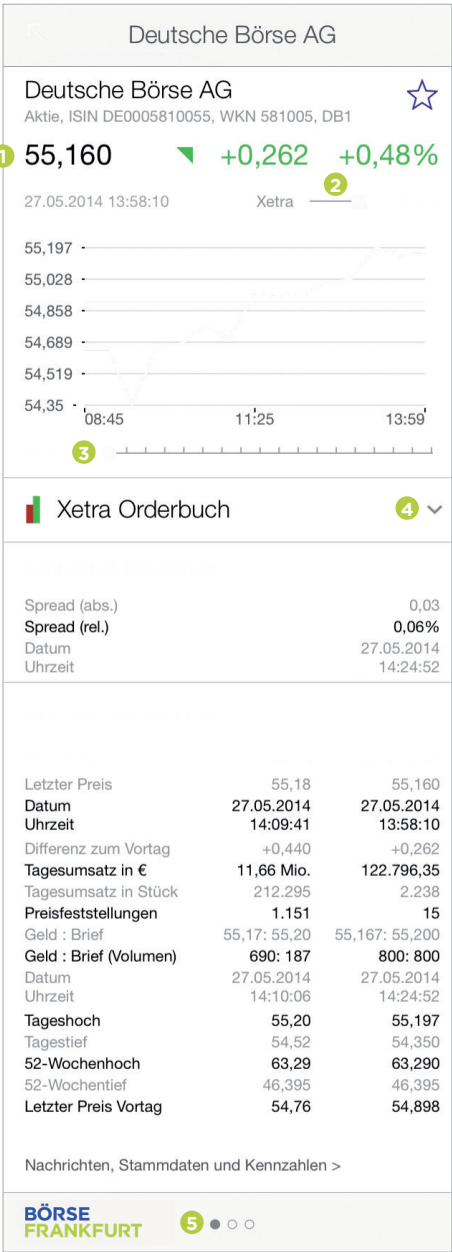 Deutsche Börse AG
Deutsche Börse AG
Aktie, ISIN DE0005810055, WKN 581005, DB1
1 55,160 +0,262 +0,48%
2
27.05.2014 13:58:10 Xetra
55,197
55,028
54,858
54,689
54,519
54,35
08:45 11:25 13:59
3
Xetra Orderbuch 4
Spread (abs.) 0,03
Spread (rel.) 0,06%
Datum 27.05.2014
Uhrzeit 14:24:52
Letzter Preis 55,18 55,160
Datum 27.05.2014 27.05.2014
Uhrzeit 14:09:41 13:58:10
Differenz zum Vortag +0,440 +0,262
Tagesumsatz in € 11,66 Mio. 122.796,35
Tagesumsatz in Stück 212.295 2.238
Preisfeststellungen 1.151 15
Geld : Brief 55,17: 55,20 55,167: 55,200
Geld : Brief (Volumen) 690: 187 800: 800
Datum 27.05.2014 27.05.2014
Uhrzeit 14:10:06 14:24:52
Tageshoch 55,20 55,197
Tagestief 54,52 54,350
52-Wochenhoch 63,29 63,290
52-Wochentief 46,395 46,395
Letzter Preis Vortag 54,76 54,898
Nachrichten, Stammdaten und Kennzahlen >
BÖRSE
FRANKFURT 5